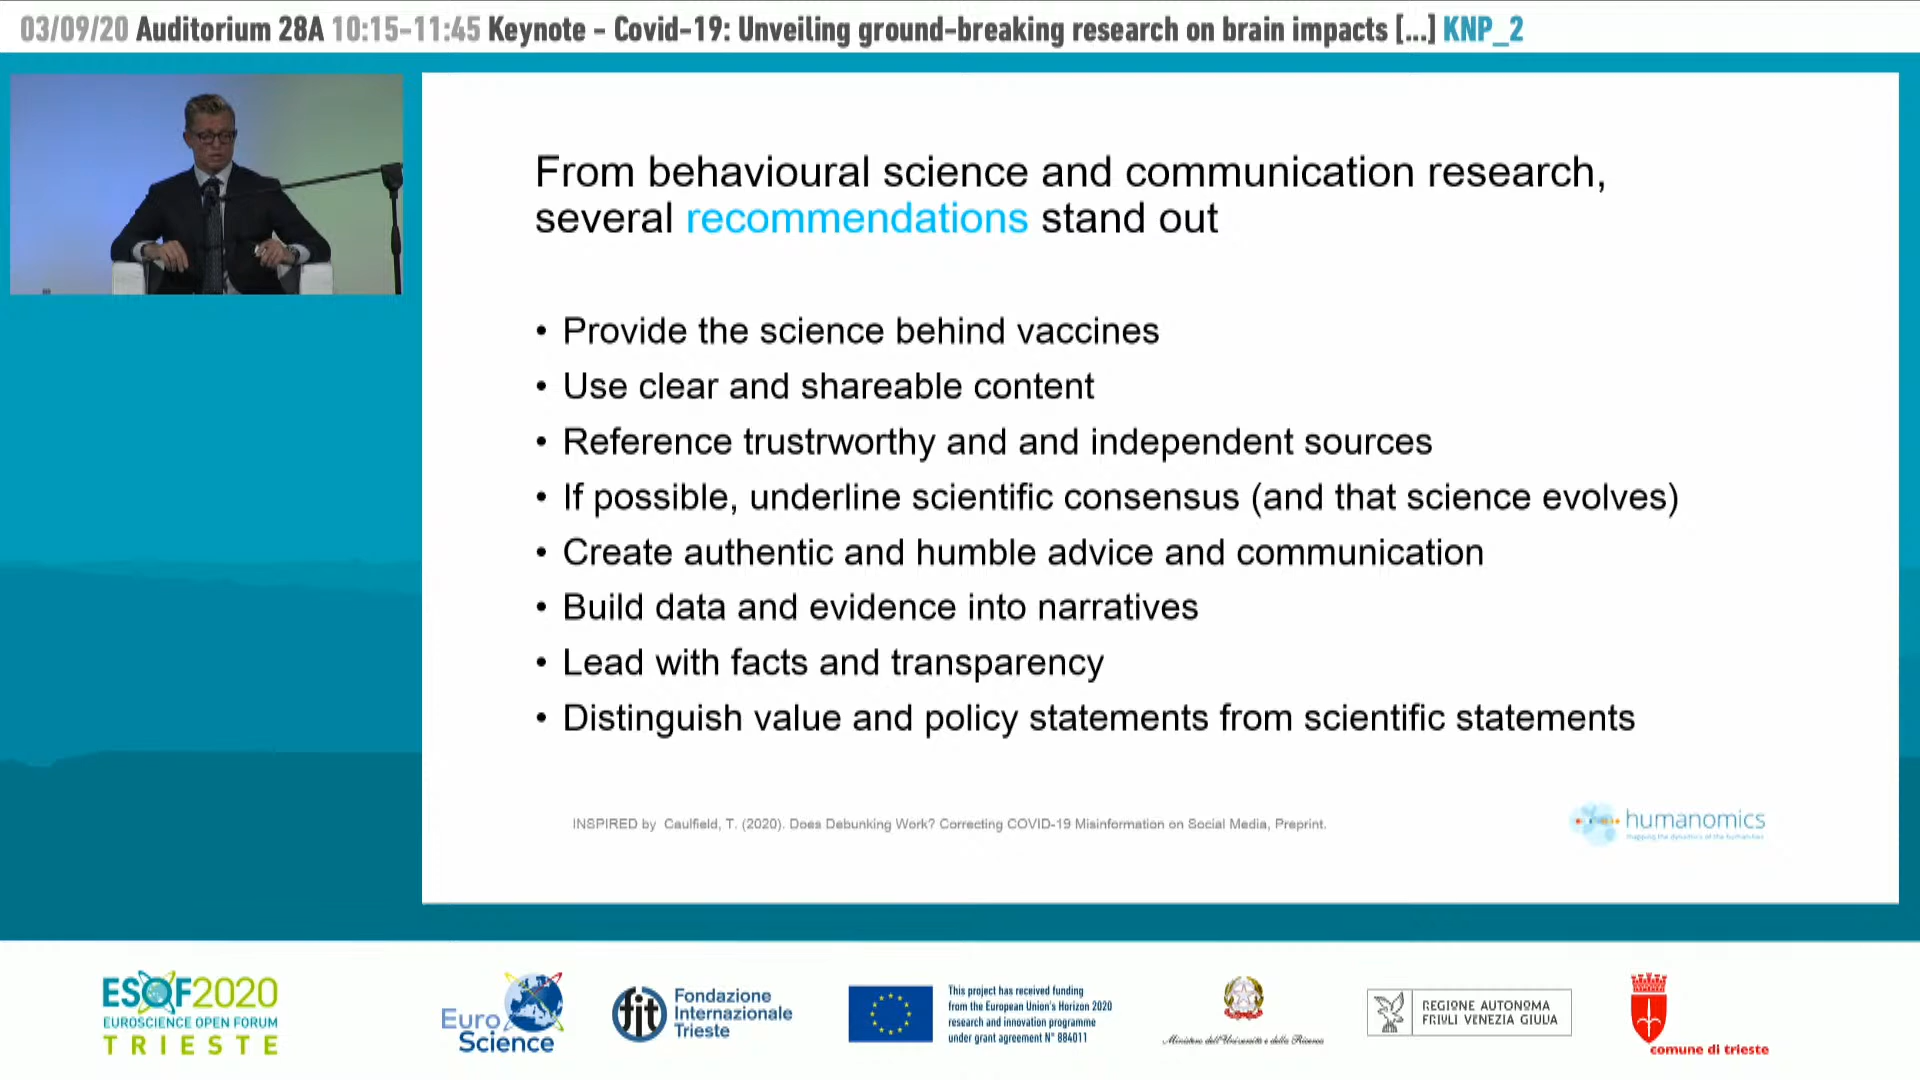 03/09/20 Auditorium 28A 10:15-11:45 Keynote - Covid-19: Unveiling ground-breaking research on brain impacts [...] KNP_2
From behavioural science and communication research,
several recommendations stand out
• Provide the science behind vaccines
• Use clear and shareable content
• Reference trustrworthy and and independent sources
• If possible, underline scientific consensus (and that science evolves)
• Create authentic and humble advice and communication
• Build data and evidence into narratives
• Lead with facts and transparency
• Distinguish value and policy statements from scientific statements
INSPIRED by Caulfield, T. (2020). Does Debunking Work? Correcting COVID-19 Misinformation on Social Media, Preprint.
humanomics
mapping the dynamics of the humanities
ESOF2020
EUROSCIENCE OPEN FORUM
TRIESTE
Euro
Science
fit
Fondazione
Internazionale
Trieste
This project has received funding
from the European Union's Horizon 2020
research and innovation programme
under grant agreement N° 884011
Ministero dell'Università e della Ricerca
REGIONE AUTONOMA
FRIULI VENEZIA GIULIA
comune di trieste